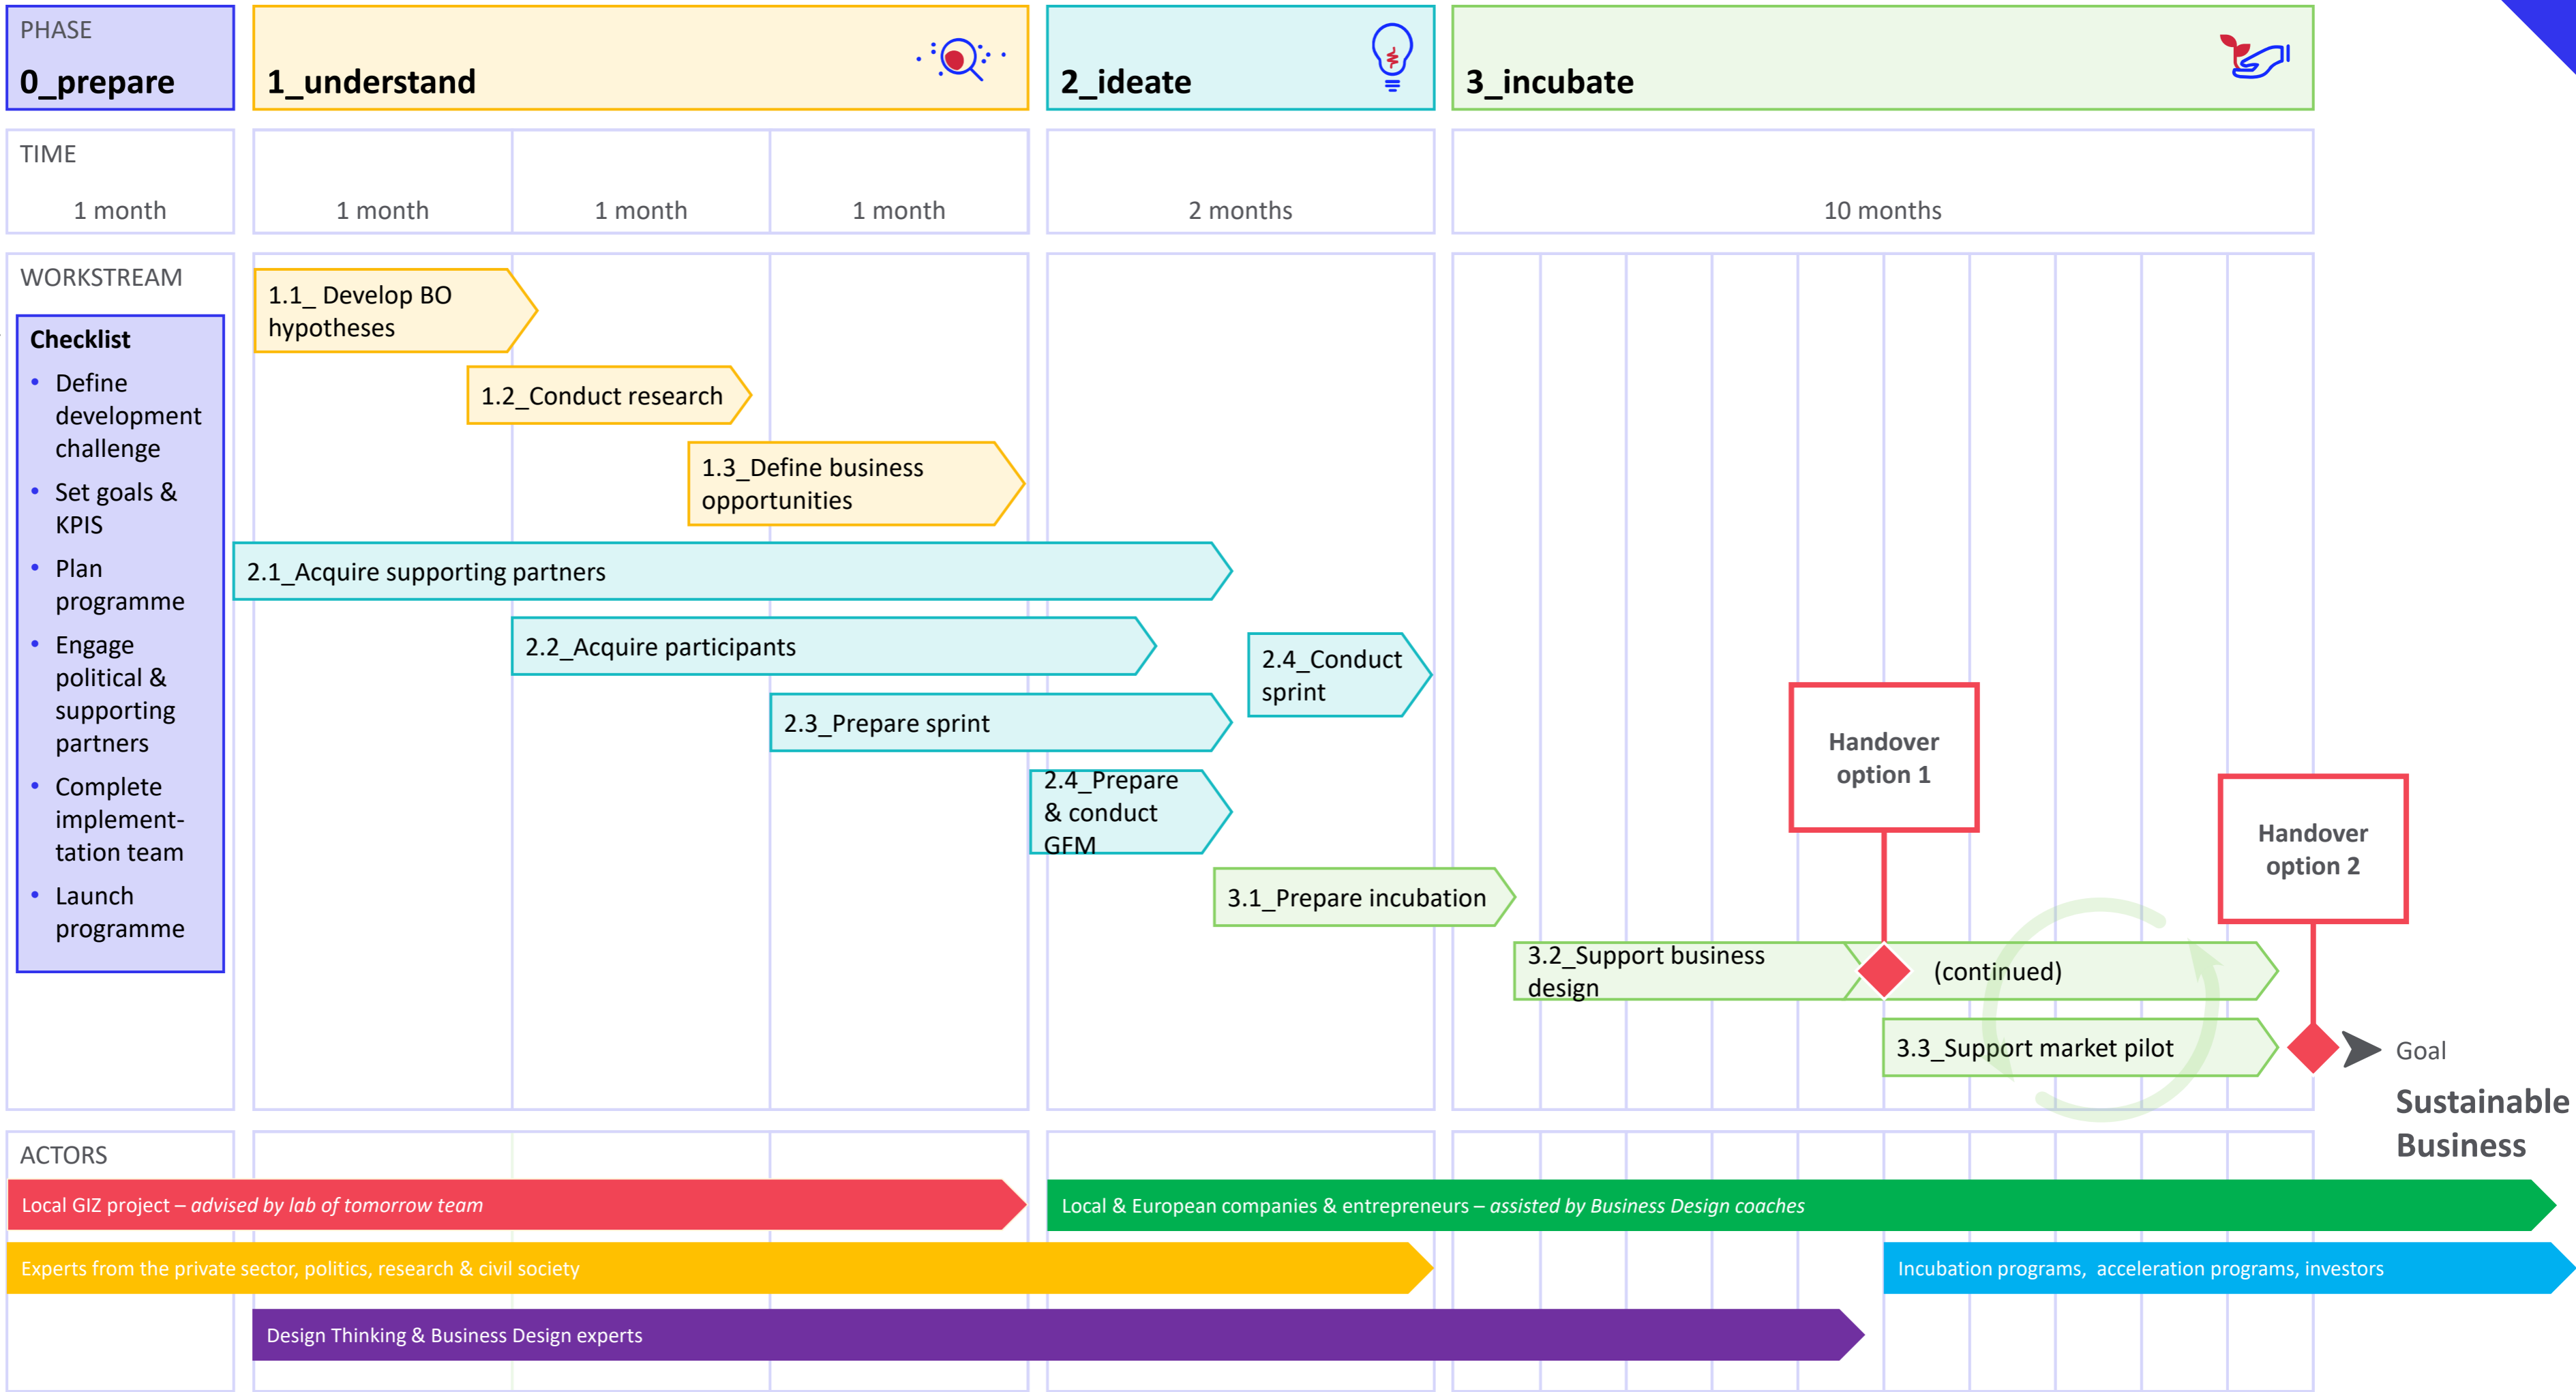 PHASE
0_prepare
1_understand
2_ideate
3_incubate
TIME
1 month
1 month
1 month
1 month
2 months
10 months
WORKSTREAM
Checklist
• Define
development
challenge
• Set goals &
KPIS
• Plan
programme
• Engage
political &
supporting
partners
• Complete
implement-
tation team
• Launch
programme
1.1_ Develop BO
hypotheses
1.2_Conduct research
1.3_Define business
opportunities
2.1_Acquire supporting partners
2.2_Acquire participants
2.4_Conduct
sprint
2.3_Prepare sprint
2.4_Prepare
& conduct
GFM
3.1_Prepare incubation
Handover
option 1
Handover
option 2
3.2_Support business
design
(continued)
3.3_Support market pilot
Goal
Sustainable
Business
ACTORS
Local GIZ project – advised by lab of tomorrow team
Local & European companies & entrepreneurs – assisted by Business Design coaches
Experts from the private sector, politics, research & civil society
Incubation programs, acceleration programs, investors
Design Thinking & Business Design experts